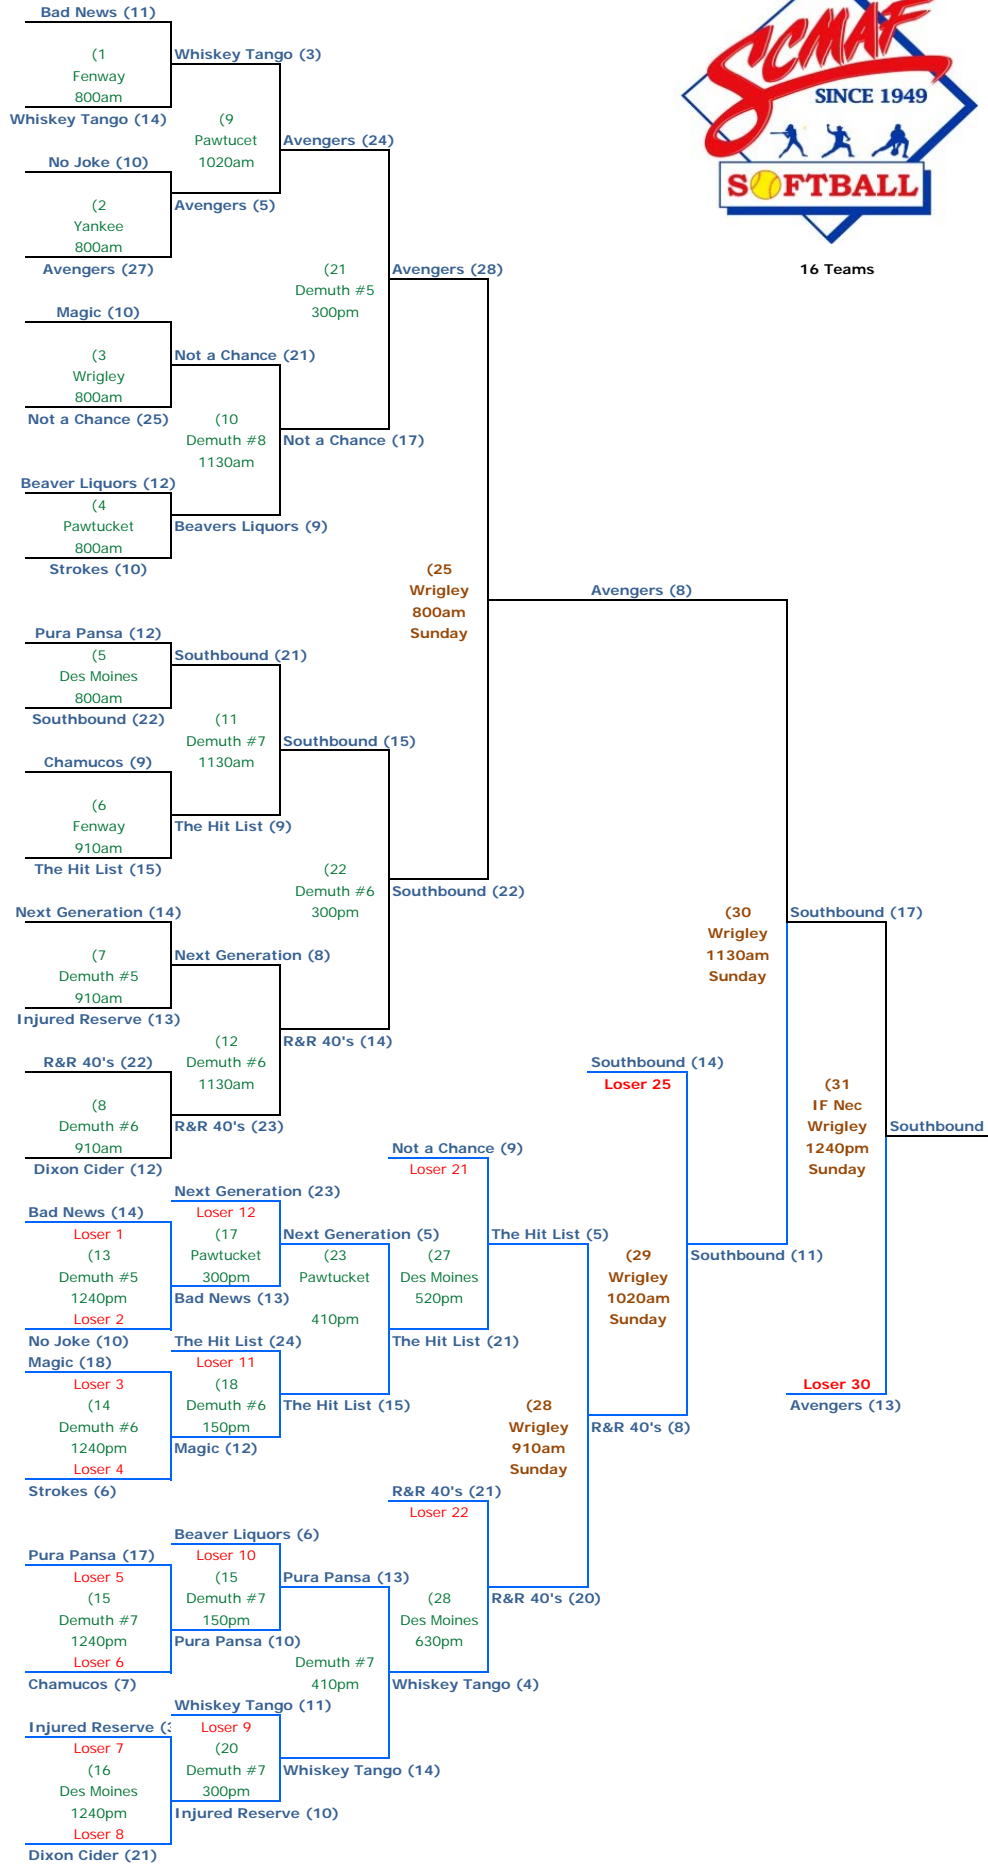 Bad News (11)
(1
Fenway
800am
Whiskey Tango (14)
Whiskey Tango (3)
(9
Pawtucet
1020am
Avengers (5)
No Joke (10)
(2
Yankee
800am
Avengers (27)
Avengers (24)
(21
Demuth #5
300pm
SCMAF
SINCE 1949
SOFTBALL
16 Teams
Avengers (28)
Magic (10)
(3
Wrigley
800am
Not a Chance (25)
Not a Chance (21)
(10
Demuth #8
1130am
Not a Chance (17)
Beaver Liquors (12)
(4
Pawtucket
800am
Strokes (10)
Beavers Liquors (9)
(25
Wrigley
800am
Sunday
Avengers (8)
Pura Pansa (12)
(5
Des Moines
800am
Southbound (22)
Southbound (21)
(11
Demuth #7
1130am
Southbound (15)
Chamucos (9)
(6
Fenway
910am
The Hit List (15)
The Hit List (9)
(22
Demuth #6
300pm
Southbound (22)
Next Generation (14)
(7
Demuth #5
910am
Injured Reserve (13)
Next Generation (8)
(12
Demuth #6
1130am
R&R 40's (14)
R&R 40's (22)
(8
Demuth #6
910am
Dixon Cider (12)
R&R 40's (23)
(30
Wrigley
1130am
Sunday
Southbound (17)
Southbound (14)
Loser 25
(31
IF Nec
Wrigley
1240pm
Sunday
Southbound
Not a Chance (9)
Loser 21
Next Generation (23)
Loser 12
(17
Pawtucket
300pm
Bad News (13)
Bad News (14)
Loser 1
(13
Demuth #5
1240pm
Loser 2
No Joke (10)
Next Generation (5)
(23
Pawtucket
410pm
(27
Des Moines
520pm
The Hit List (5)
(29
Wrigley
1020am
Sunday
Southbound (11)
The Hit List (24)
Loser 11
(18
Demuth #6
150pm
Magic (12)
Magic (18)
Loser 3
(14
Demuth #6
1240pm
Loser 4
Strokes (6)
The Hit List (21)
The Hit List (15)
Loser 30
Avengers (13)
(28
Wrigley
910am
Sunday
R&R 40's (8)
R&R 40's (21)
Loser 22
Beaver Liquors (6)
Loser 10
(15
Demuth #7
150pm
Pura Pansa (10)
Pura Pansa (17)
Loser 5
(15
Demuth #7
1240pm
Loser 6
Chamucos (7)
Pura Pansa (13)
(28
Des Moines
630pm
R&R 40's (20)
Demuth #7
410pm
Whiskey Tango (4)
Whiskey Tango (11)
Loser 9
(20
Demuth #7
300pm
Injured Reserve (10)
Injured Reserve
Loser 7
(16
Des Moines
1240pm
Loser 8
Dixon Cider (21)
Whiskey Tango (14)